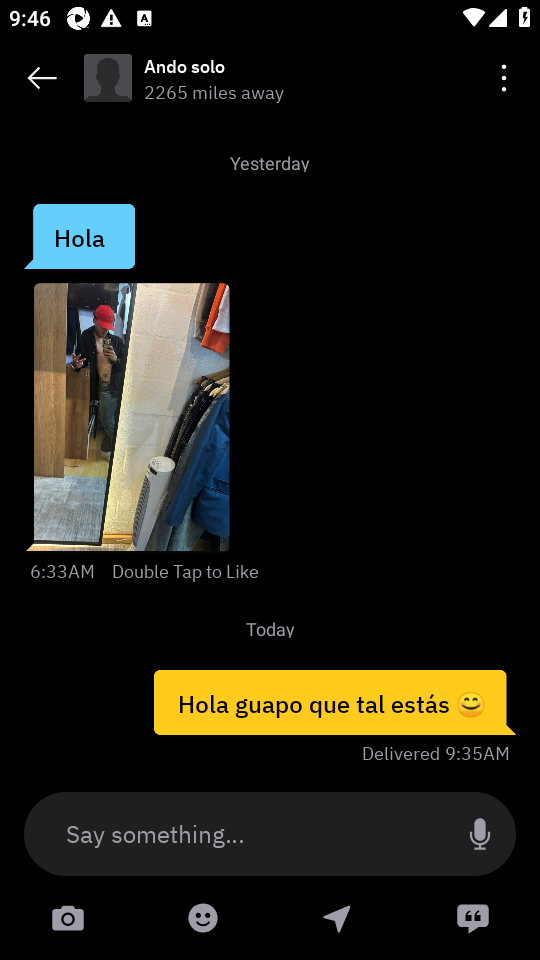 9:46
Ando solo
2265 miles away
Yesterday
Hola
6:33AM Double Tap to Like
Today
Hola guapo que tal estás 😄
Delivered 9:35AM
Say something...